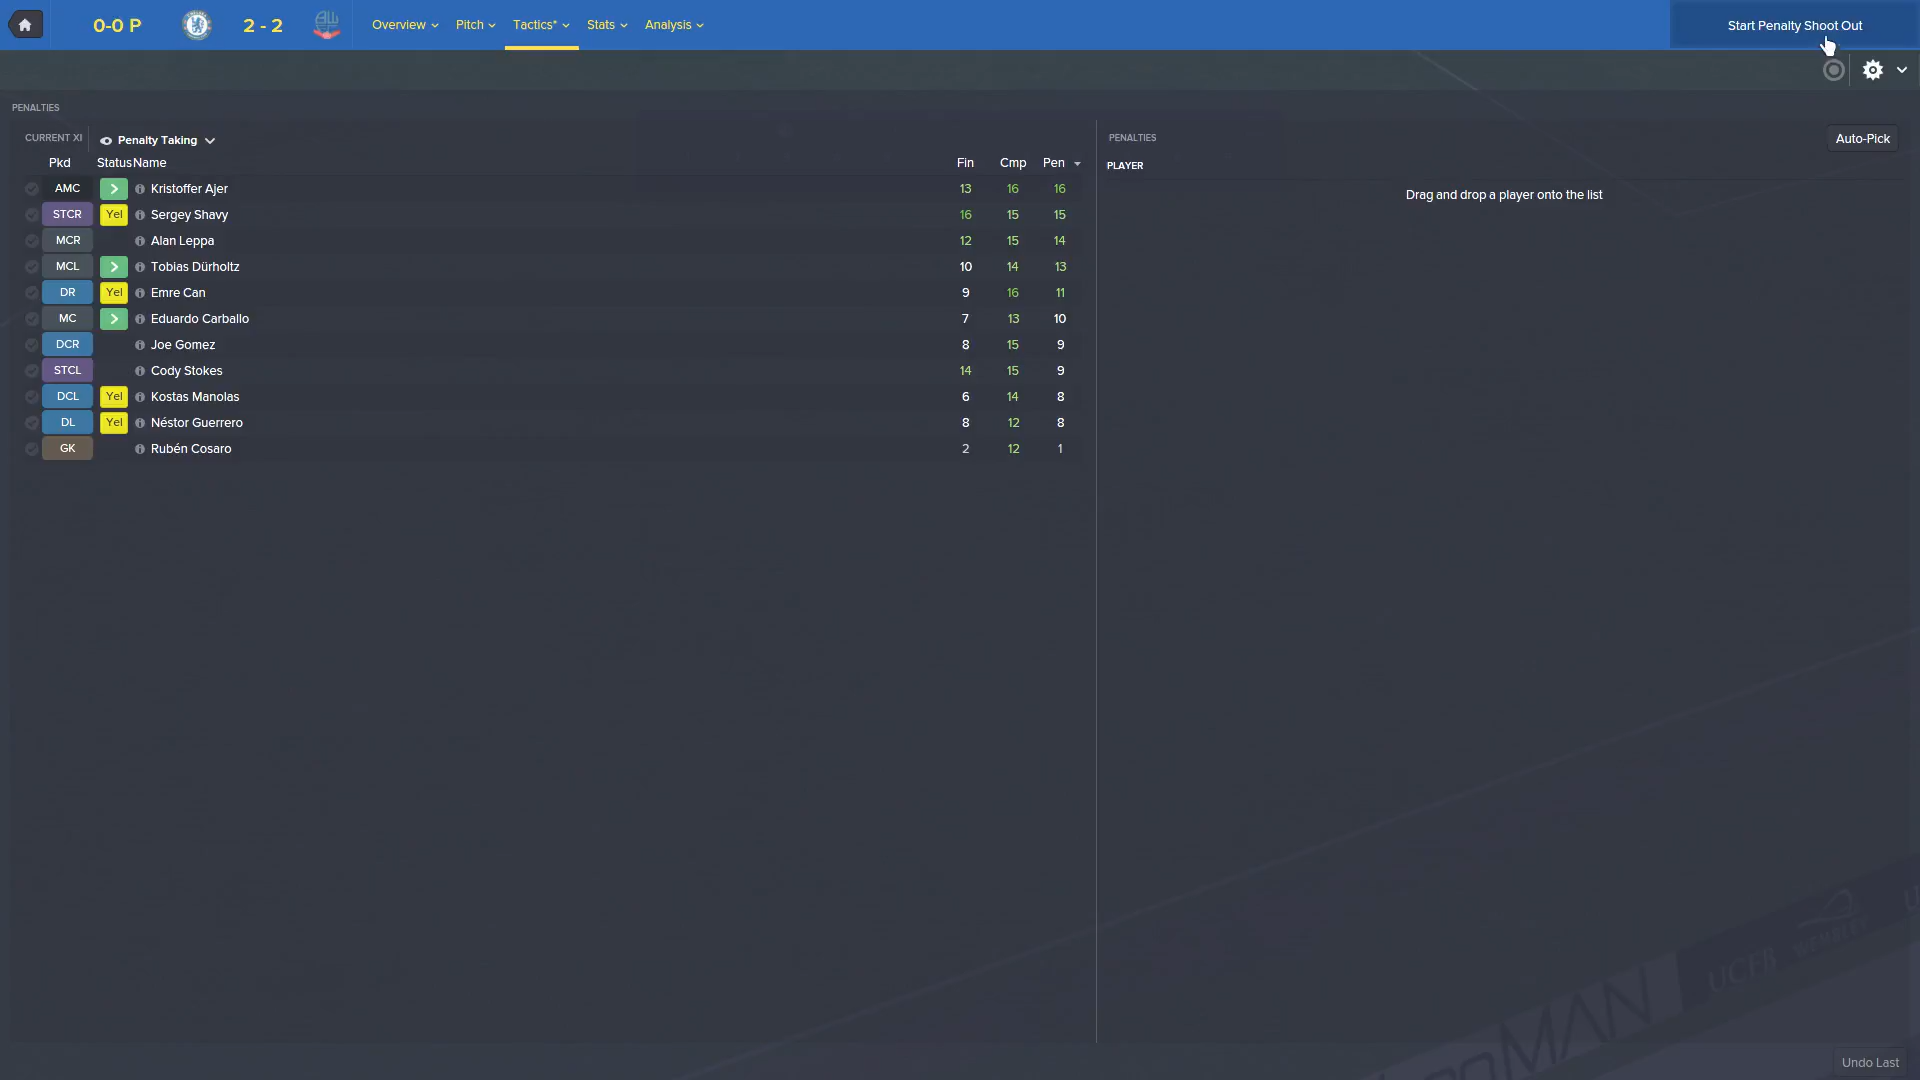 0-0 P 2 - 2 Overview Pitch Tactics* Stats Analysis Start Penalty Shoot Out
PENALTIES
CURRENT XI Penalty Taking
Pkd Status Name Fin Cmp Pen
AMC Kristoffer Ajer 13 16 16
STCR Yel Sergey Shavy 16 15 15
MCR Alan Leppa 12 15 14
MCL Tobias Dürholtz 10 14 13
DR Yel Emre Can 9 16 11
MC Eduardo Carballo 7 13 10
DCR Joe Gomez 8 15 9
STCL Cody Stokes 14 15 9
DCL Yel Kostas Manolas 6 14 8
DL Yel Néstor Guerrero 8 12 8
GK Rubén Cosaro 2 12 1
PENALTIES Auto-Pick
PLAYER
Drag and drop a player onto the list
UCFB WEMBLEY
Undo Last